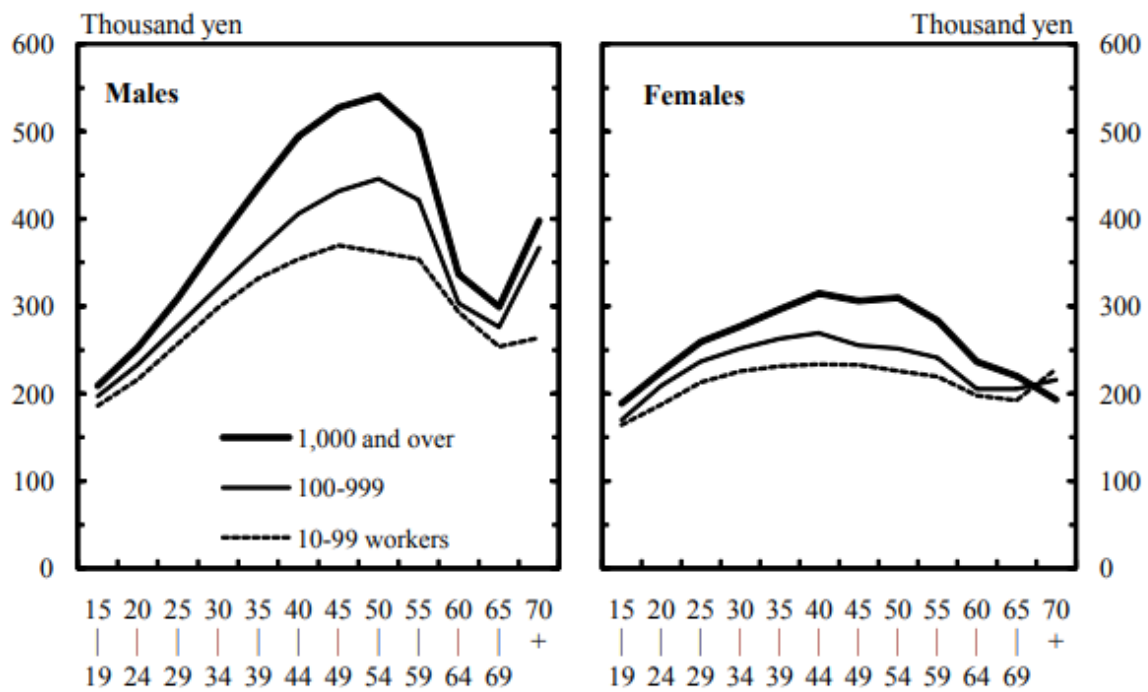 Thousand yen Thousand yen
600 600
Males Females
500 500
400 400
300 300
200 200
1,000 and over
100 100-999 100
10-99 workers
0 0
15 20 25 30 35 40 45 50 55 60 65 70 15 20 25 30 35 40 45 50 55 60 65 70
| | | | | | | | | | | + | | | | | | | | | | | +
19 24 29 34 39 44 49 54 59 64 69 19 24 29 34 39 44 49 54 59 64 69